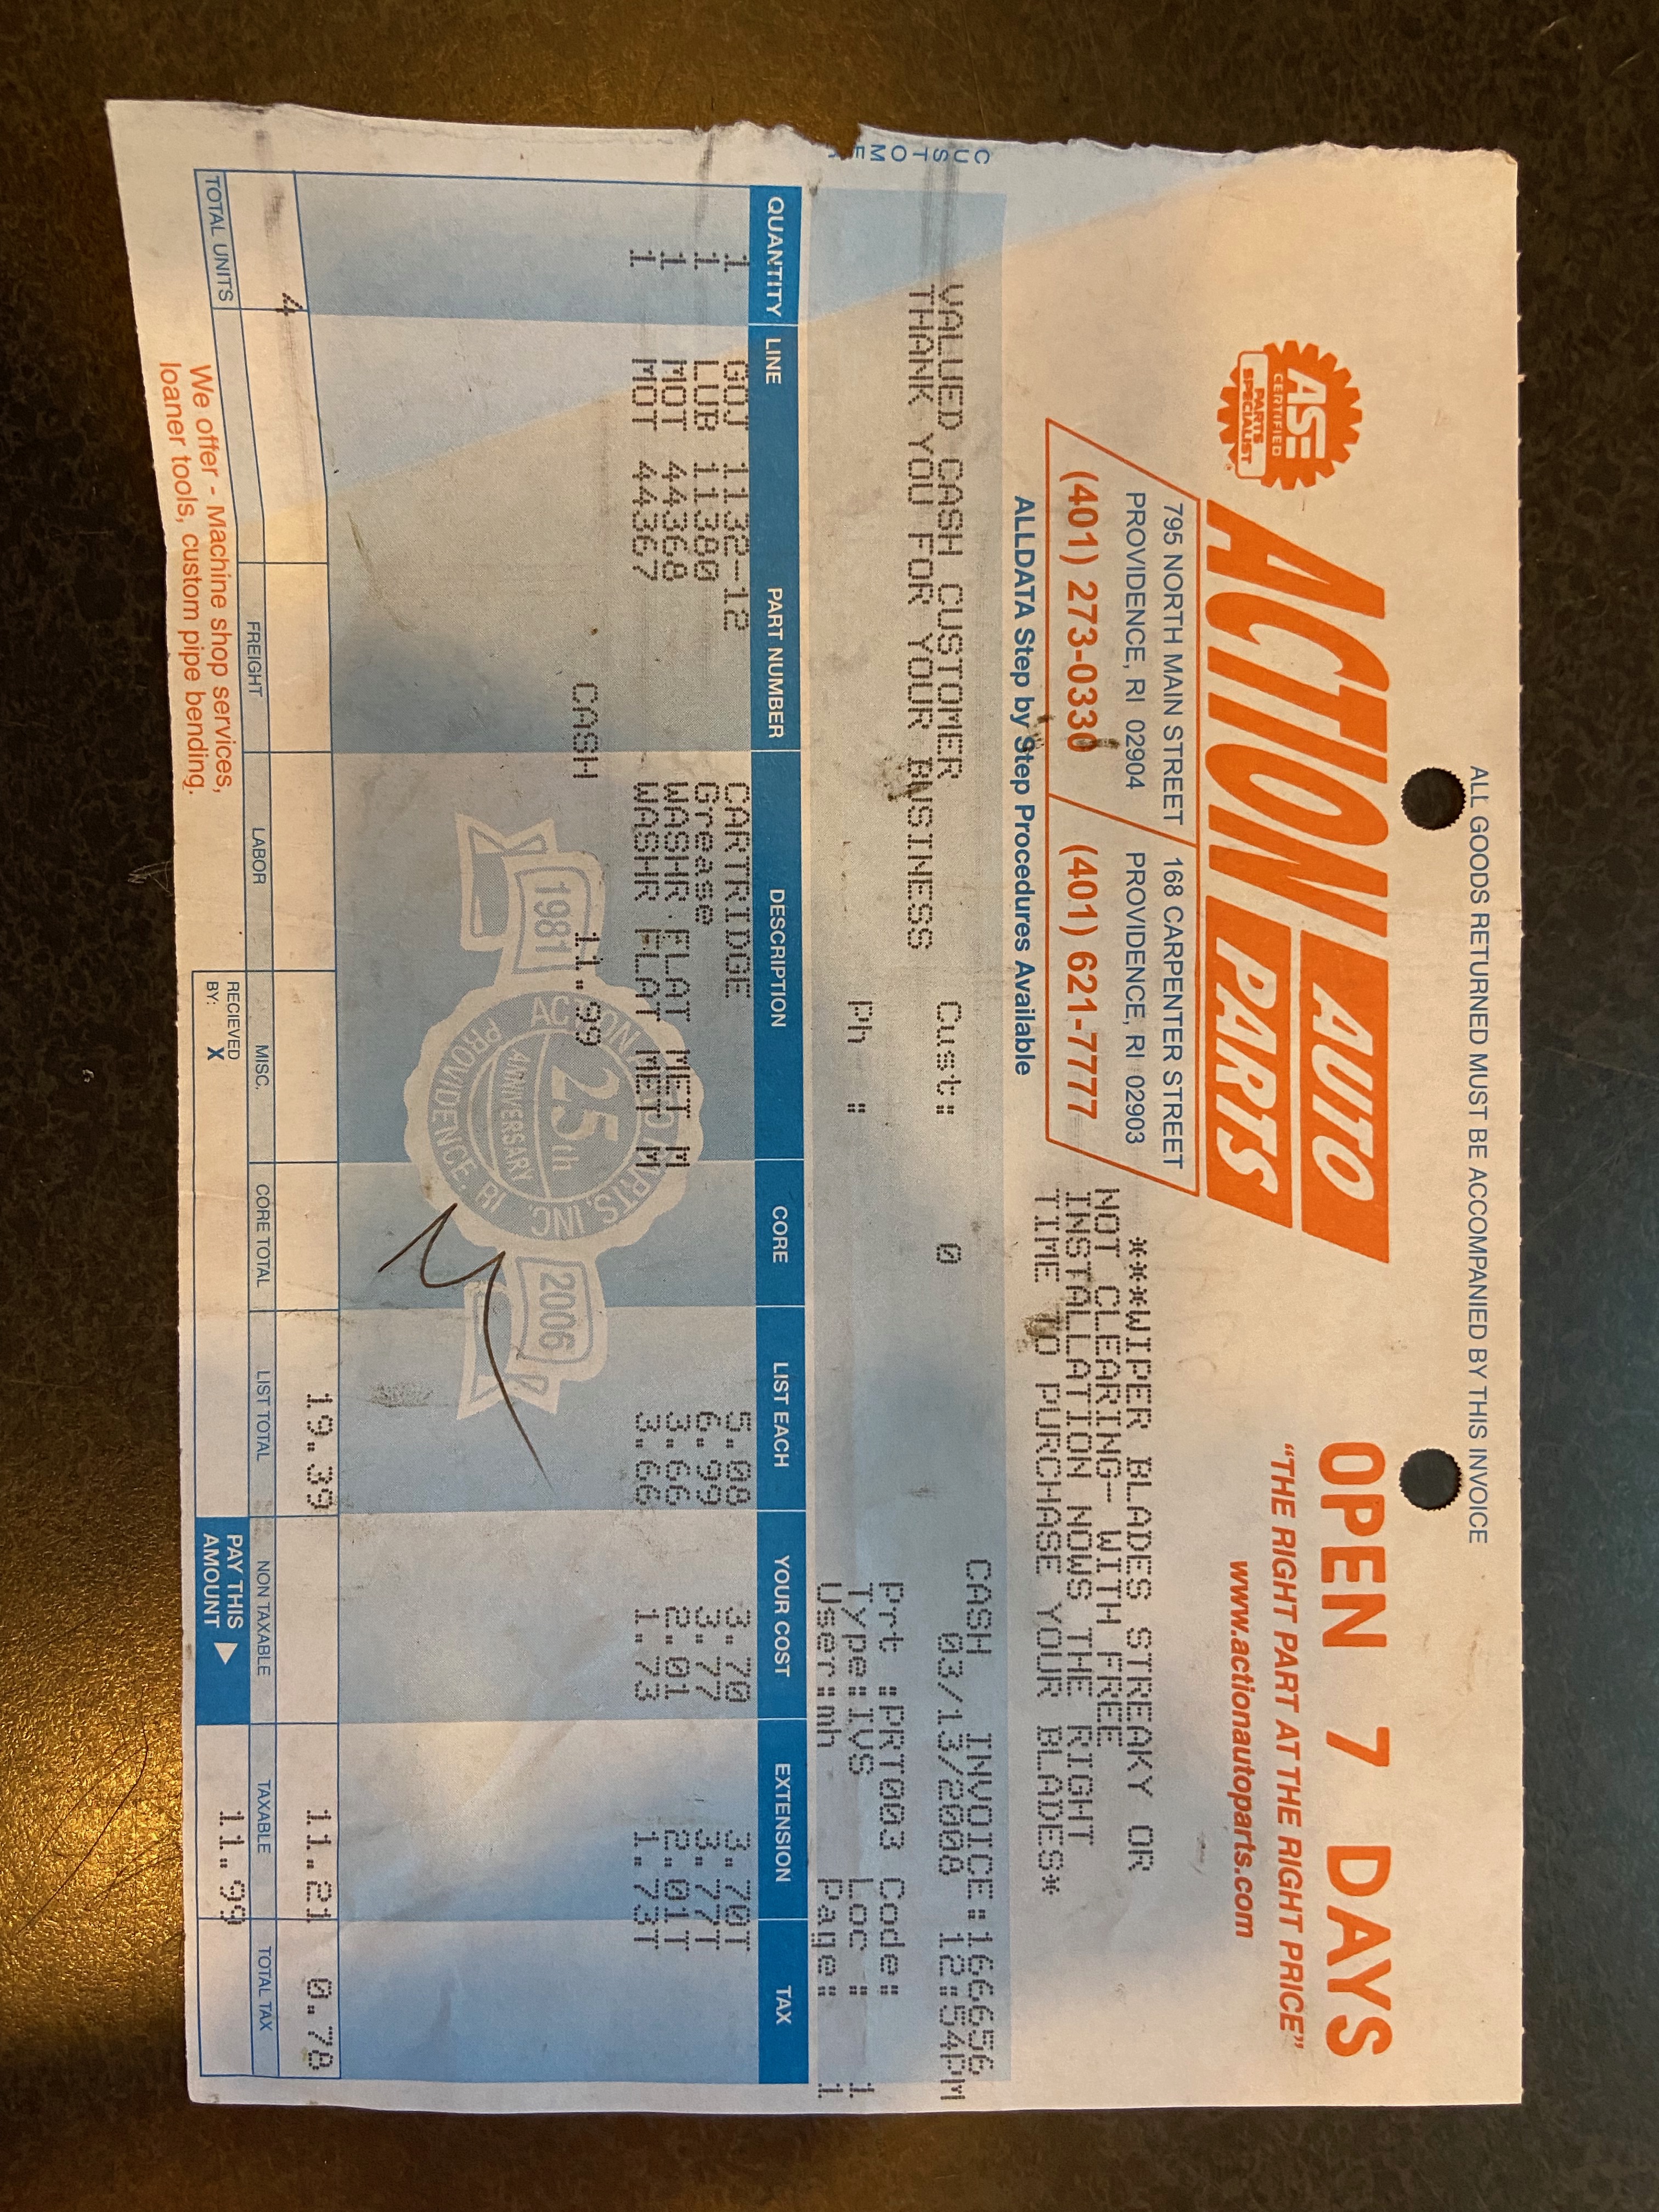 ALL GOODS RETURNED MUST BE ACCOMPANIED BY THIS INVOICE
ASE
CERTIFIED
PARTS
SPECIALIST
ACTION AUTO PARTS
OPEN 7 DAYS
“THE RIGHT PART AT THE RIGHT PRICE”
www.actionautoparts.com
795 NORTH MAIN STREET
PROVIDENCE, RI 02904
(401) 273-0330
168 CARPENTER STREET
PROVIDENCE, RI 02903
(401) 621-7777
ALLDATA Step by Step Procedures Available
****WIPER BLADES STREAKY OR
NOT CLEARING- WITH FREE
INSTALLATION NOWS THE RIGHT
TIME TO PURCHASE YOUR BLADES*
CUSTOME
CASH INVOICE:166656
VALUED CASH CUSTOMER Cust: 0 03/13/2008 12:54PM
THANK YOU FOR YOUR BNSINESS
Prt :PRT003 Code:
Ph : Type:IVS Loc : 1
User:mh Page: 1
QUANTITY LINE PART NUMBER DESCRIPTION CORE LIST EACH YOUR COST EXTENSION TAX
1 GOJ 1132-12 CARTRIDGE 5.08 3.70 3.70T
1 LUB 11380 Grease 6.99 3.77 3.77T
1 MOT 44368 WASHR FLAT MET M 3.66 2.01 2.01T
1 MOT 44367 WASHR FLAT MET M 3.66 1.73 1.73T
CASH 11.99
1981 2006
ACTION AUTO PARTS, INC.
25th
ANNIVERSARY
PROVIDENCE, RI
4 19.39 11.21 0.78
FREIGHT LABOR MISC. CORE TOTAL LIST TOTAL NON TAXABLE TAXABLE TOTAL TAX
TOTAL UNITS
We offer - Machine shop services,
loaner tools, custom pipe bending.
RECIEVED
BY: X
PAY THIS
AMOUNT
11.99